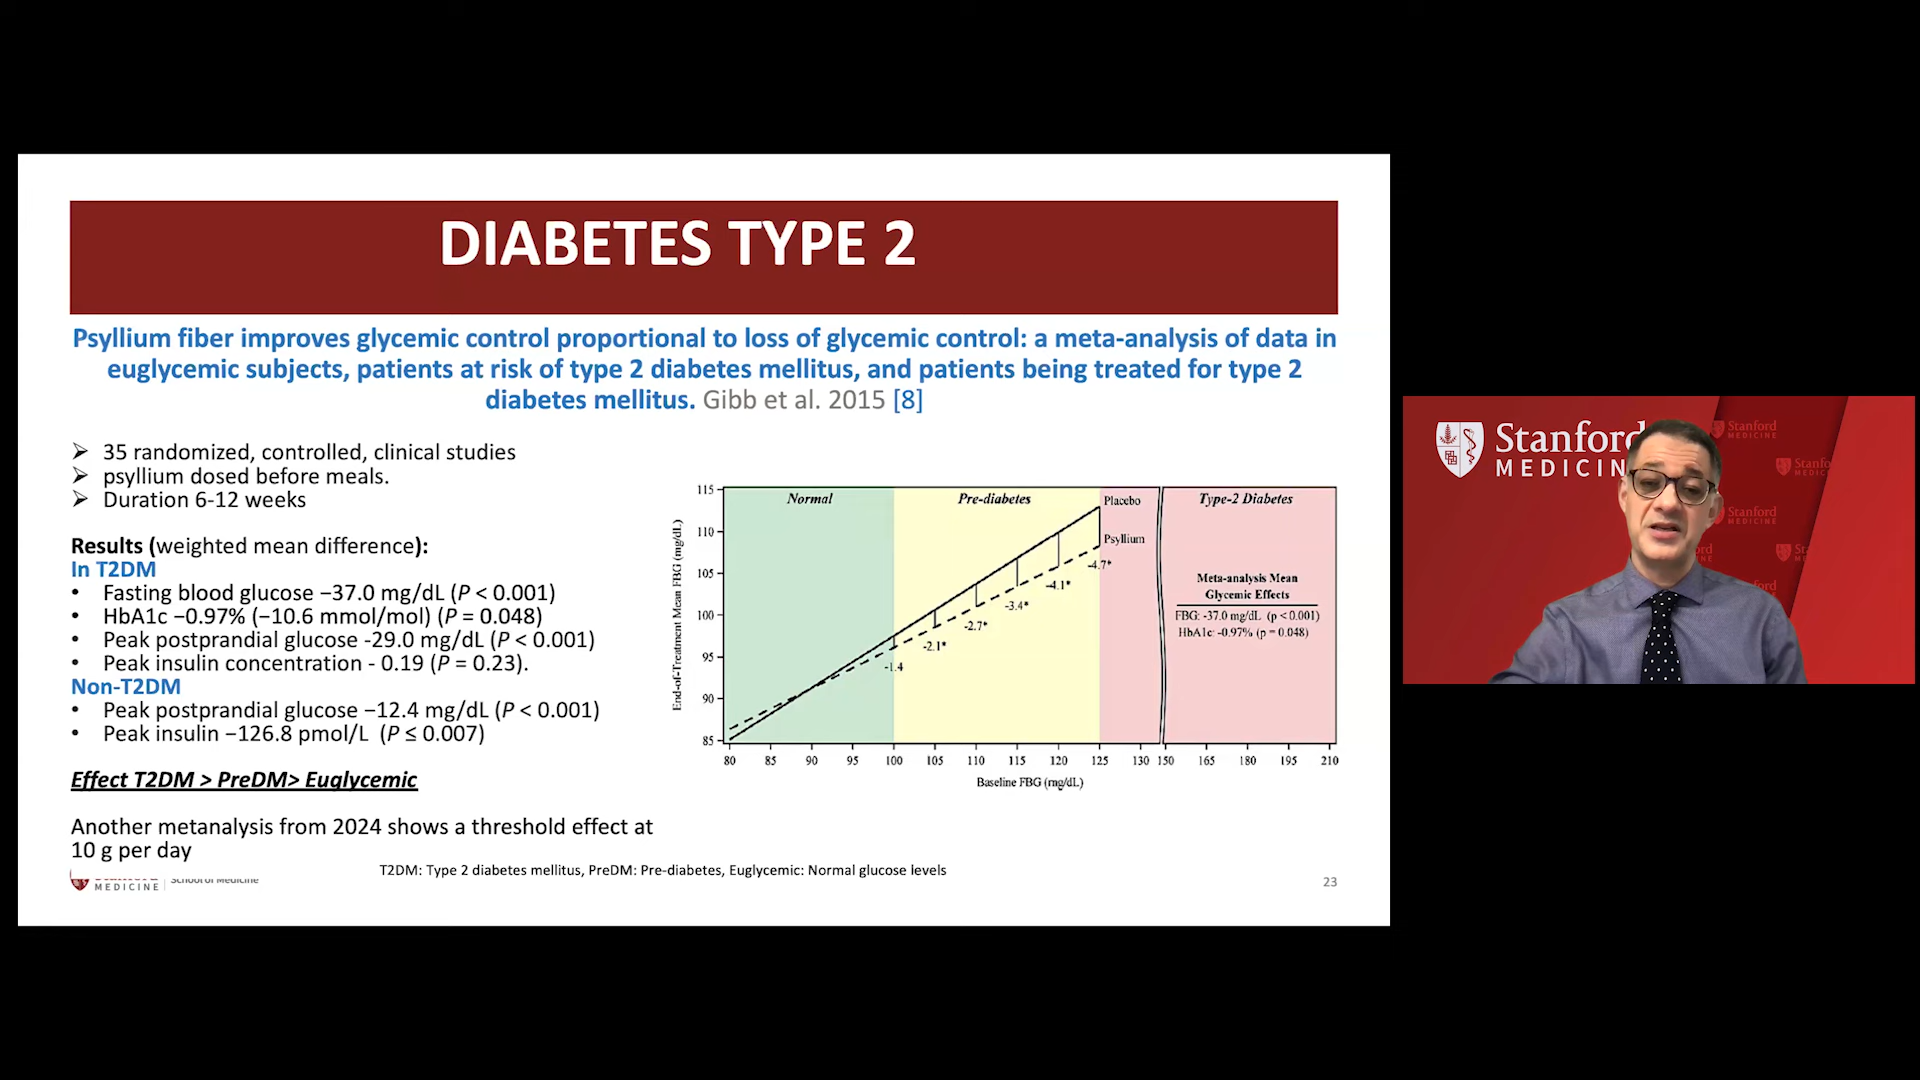 DIABETES TYPE 2
Psyllium fiber improves glycemic control proportional to loss of glycemic control: a meta-analysis of data in
euglycemic subjects, patients at risk of type 2 diabetes mellitus, and patients being treated for type 2
diabetes mellitus. Gibb et al. 2015 [8]
➢ 35 randomized, controlled, clinical studies
➢ psyllium dosed before meals.
➢ Duration 6-12 weeks
Results (weighted mean difference):
In T2DM
• Fasting blood glucose −37.0 mg/dL (P < 0.001)
• HbA1c −0.97% (−10.6 mmol/mol) (P = 0.048)
• Peak postprandial glucose -29.0 mg/dL (P < 0.001)
• Peak insulin concentration - 0.19 (P = 0.23).
Non-T2DM
• Peak postprandial glucose −12.4 mg/dL (P < 0.001)
• Peak insulin −126.8 pmol/L (P ≤ 0.007)
Effect T2DM > PreDM> Euglycemic
Another metanalysis from 2024 shows a threshold effect at
10 g per day
End-of-Treatment Mean FBG (mg/dL)
115
110
105
100
95
90
85
Normal
Pre-diabetes
Type-2 Diabetes
Placebo
Psyllium
-1.4
-2.1*
-2.7*
-3.4*
-4.1*
-4.7*
Meta-analysis Mean
Glycemic Effects
FBG: -37.0 mg/dL (p < 0.001)
HbA1c: -0.97% (p = 0.048)
80 85 90 95 100 105 110 115 120 125 130 150 165 180 195 210
Baseline FBG (mg/dL)
T2DM: Type 2 diabetes mellitus, PreDM: Pre-diabetes, Euglycemic: Normal glucose levels
MEDICINE | School of Medicine
23
Stanford
MEDICIN
Stanford
MEDICINE
Stanford